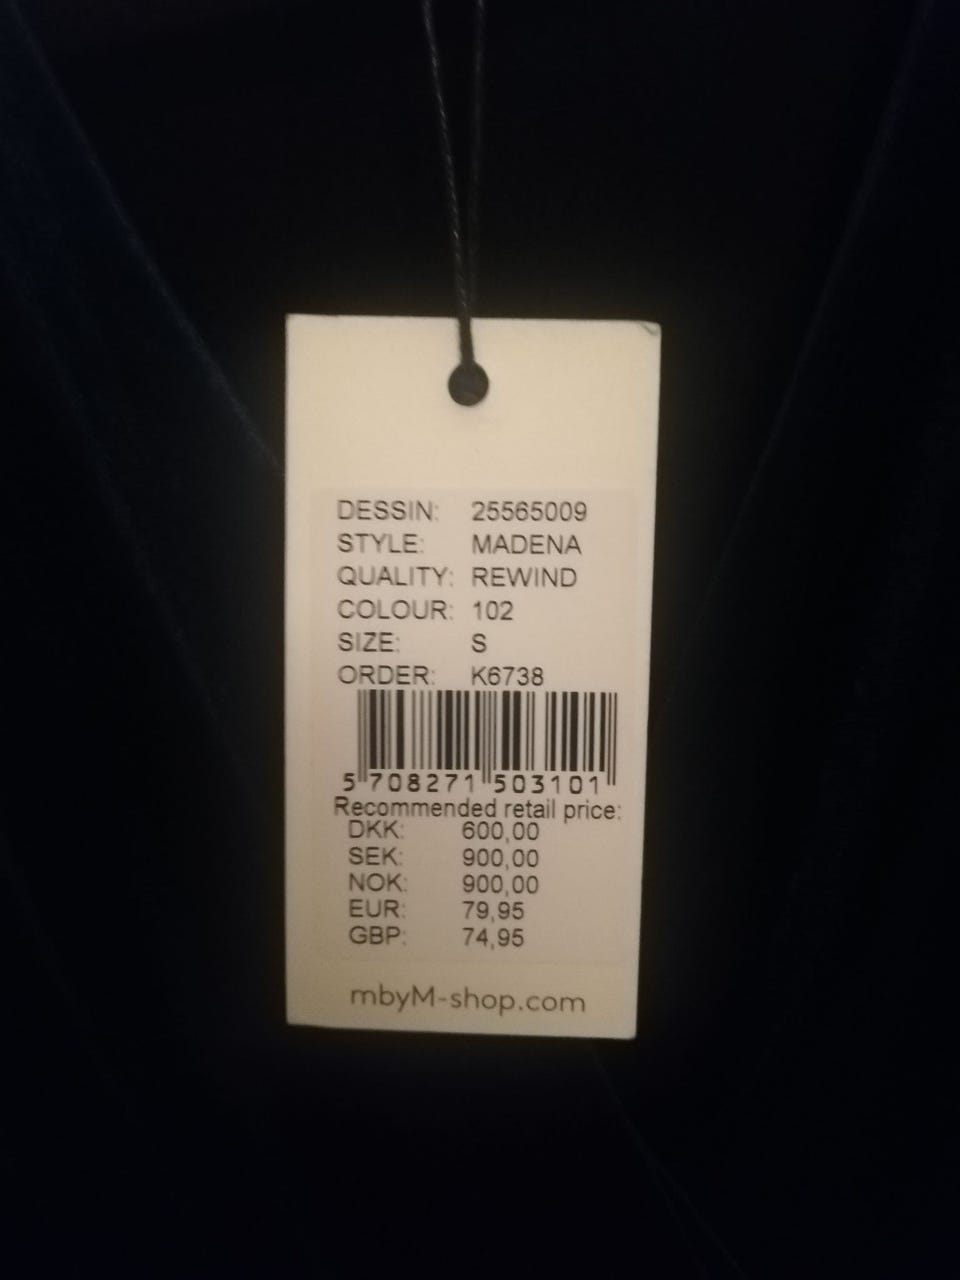 DESSIN: 25565009
STYLE: MADENA
QUALITY: REWIND
COLOUR: 102
SIZE: S
ORDER: K6738
5 708271 503101
Recommended retail price:
DKK: 600,00
SEK: 900,00
NOK: 900,00
EUR: 79,95
GBP: 74,95
mbyM-shop.com